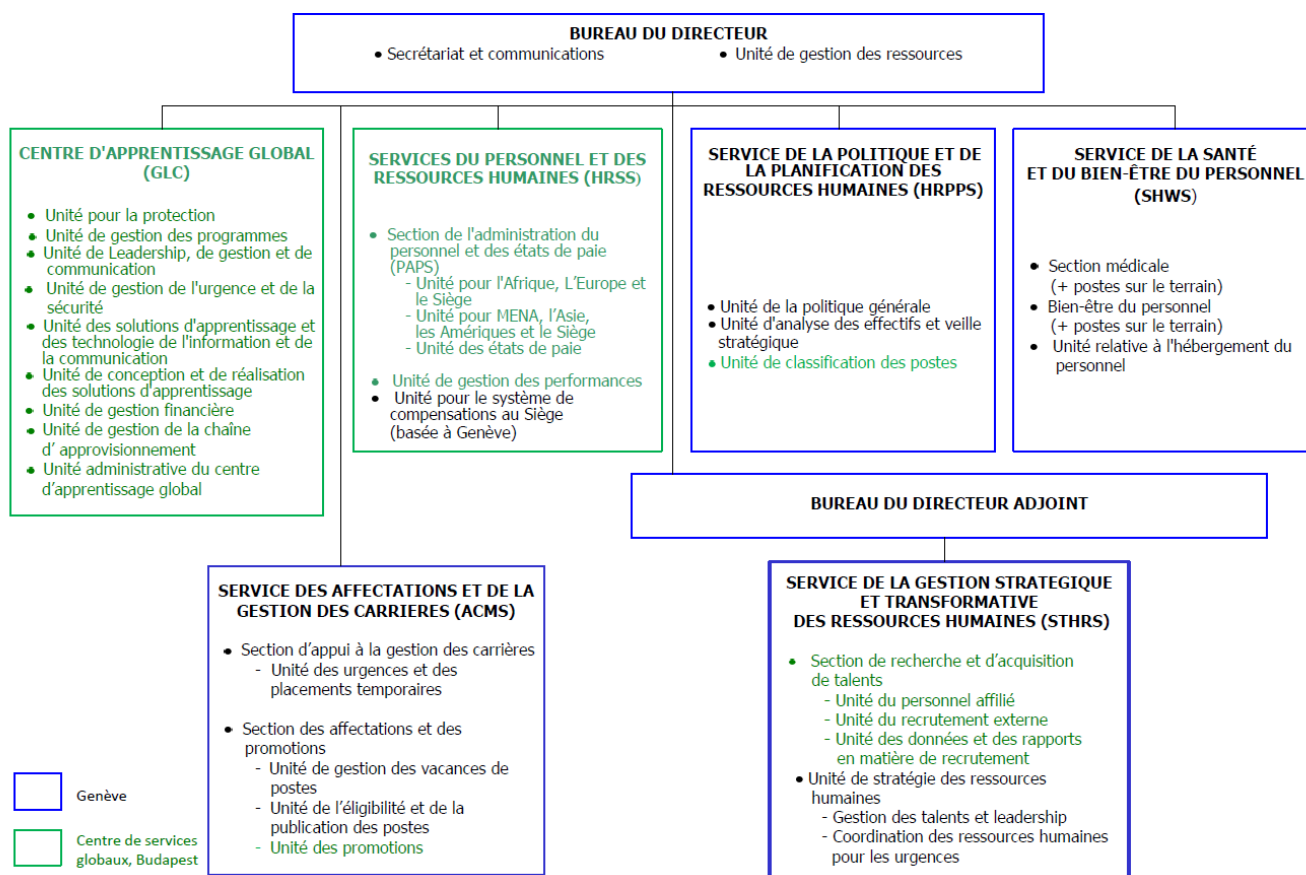 BUREAU DU DIRECTEUR
• Secrétariat et communications • Unité de gestion des ressources
CENTRE D'APPRENTISSAGE GLOBAL
(GLC)
• Unité pour la protection
• Unité de gestion des programmes
• Unité de Leadership, de gestion et de
communication
• Unité de gestion de l'urgence et de la
sécurité
• Unité des solutions d'apprentissage et
des technologie de l'information et de
la communication
• Unité de conception et de réalisation
des solutions d'apprentissage
• Unité de gestion financière
• Unité de gestion de la chaîne
d' approvisionnement
• Unité administrative du centre
d'apprentissage global
SERVICES DU PERSONNEL ET DES
RESSOURCES HUMAINES (HRSS)
• Section de l'administration du
personnel et des états de paie
(PAPS)
- Unité pour l'Afrique, L'Europe et
le Siège
- Unité pour MENA, l'Asie,
les Amériques et le Siège
- Unité des états de paie
• Unité de gestion des performances
• Unité pour le système de
compensations au Siège
(basée à Genève)
SERVICE DE LA POLITIQUE ET DE
LA PLANIFICATION DES
RESSOURCES HUMAINES (HRPPS)
• Unité de la politique générale
• Unité d'analyse des effectifs et veille
stratégique
• Unité de classification des postes
SERVICE DE LA SANTÉ
ET DU BIEN-ÊTRE DU PERSONNEL
(SHWS)
• Section médicale
(+ postes sur le terrain)
• Bien-être du personnel
(+ postes sur le terrain)
• Unité relative à l'hébergement du
personnel
BUREAU DU DIRECTEUR ADJOINT
SERVICE DES AFFECTATIONS ET DE LA
GESTION DES CARRIERES (ACMS)
• Section d'appui à la gestion des carrières
- Unité des urgences et des
placements temporaires
• Section des affectations et des
promotions
- Unité de gestion des vacances de
postes
- Unité de l'éligibilité et de la
publication des postes
- Unité des promotions
SERVICE DE LA GESTION STRATEGIQUE
ET TRANSFORMATIVE
DES RESSOURCES HUMAINES (STHRS)
• Section de recherche et d'acquisition
de talents
- Unité du personnel affilié
- Unité du recrutement externe
- Unité des données et des rapports
en matière de recrutement
• Unité de stratégie des ressources
humaines
- Gestion des talents et leadership
- Coordination des ressources humaines
pour les urgences
Genève
Centre de services
globaux, Budapest